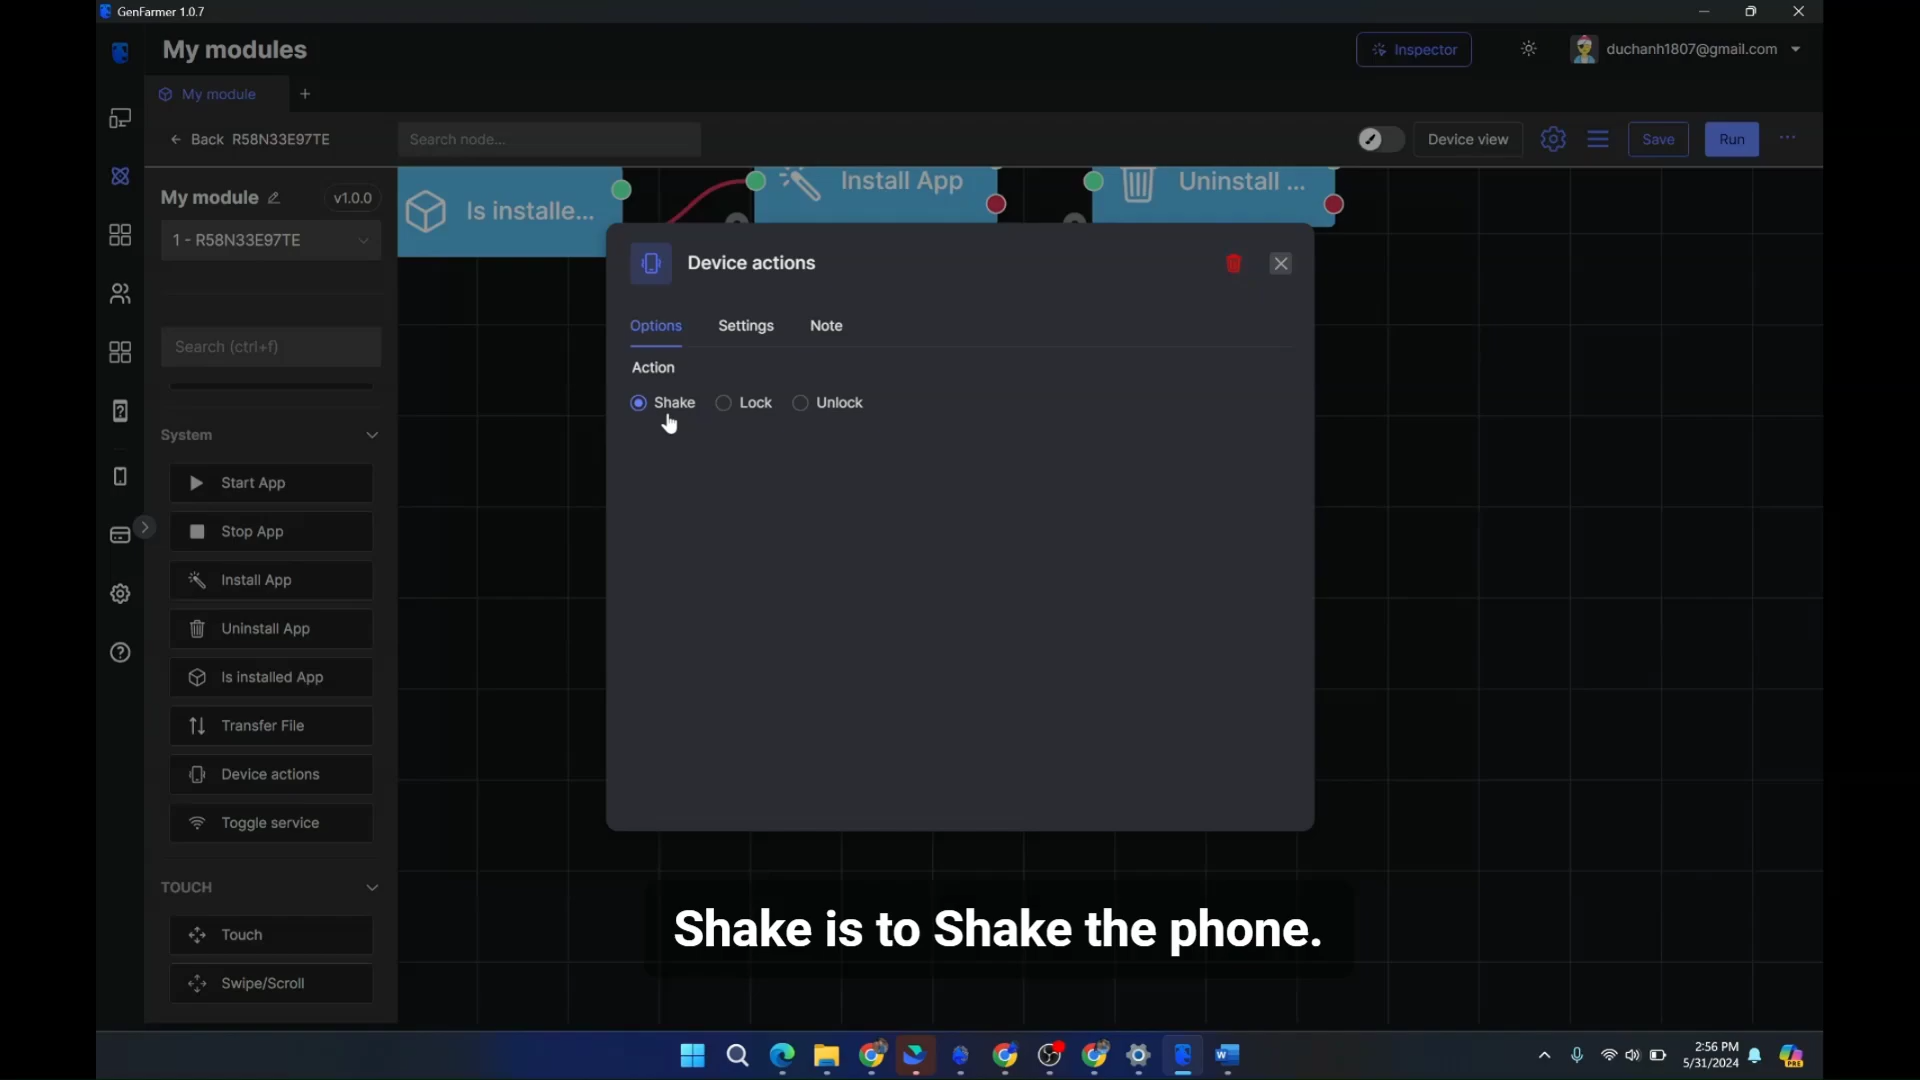 GenFarmer 1.0.7
My modules
Inspector
duchanh1807@gmail.com
My module
+
Back R58N33E97TE
Search node...
Device view
Save
Run
My module
v1.0.0
1 - R58N33E97TE
Search (ctrl+f)
System
Start App
Stop App
Install App
Uninstall App
Is installed App
Transfer File
Device actions
Toggle service
TOUCH
Touch
Swipe/Scroll
Is installe...
Install App
Uninstall ...
Device actions
Options Settings Note
Action
Shake Lock Unlock
Shake is to Shake the phone.
2:56 PM
5/31/2024
PRE